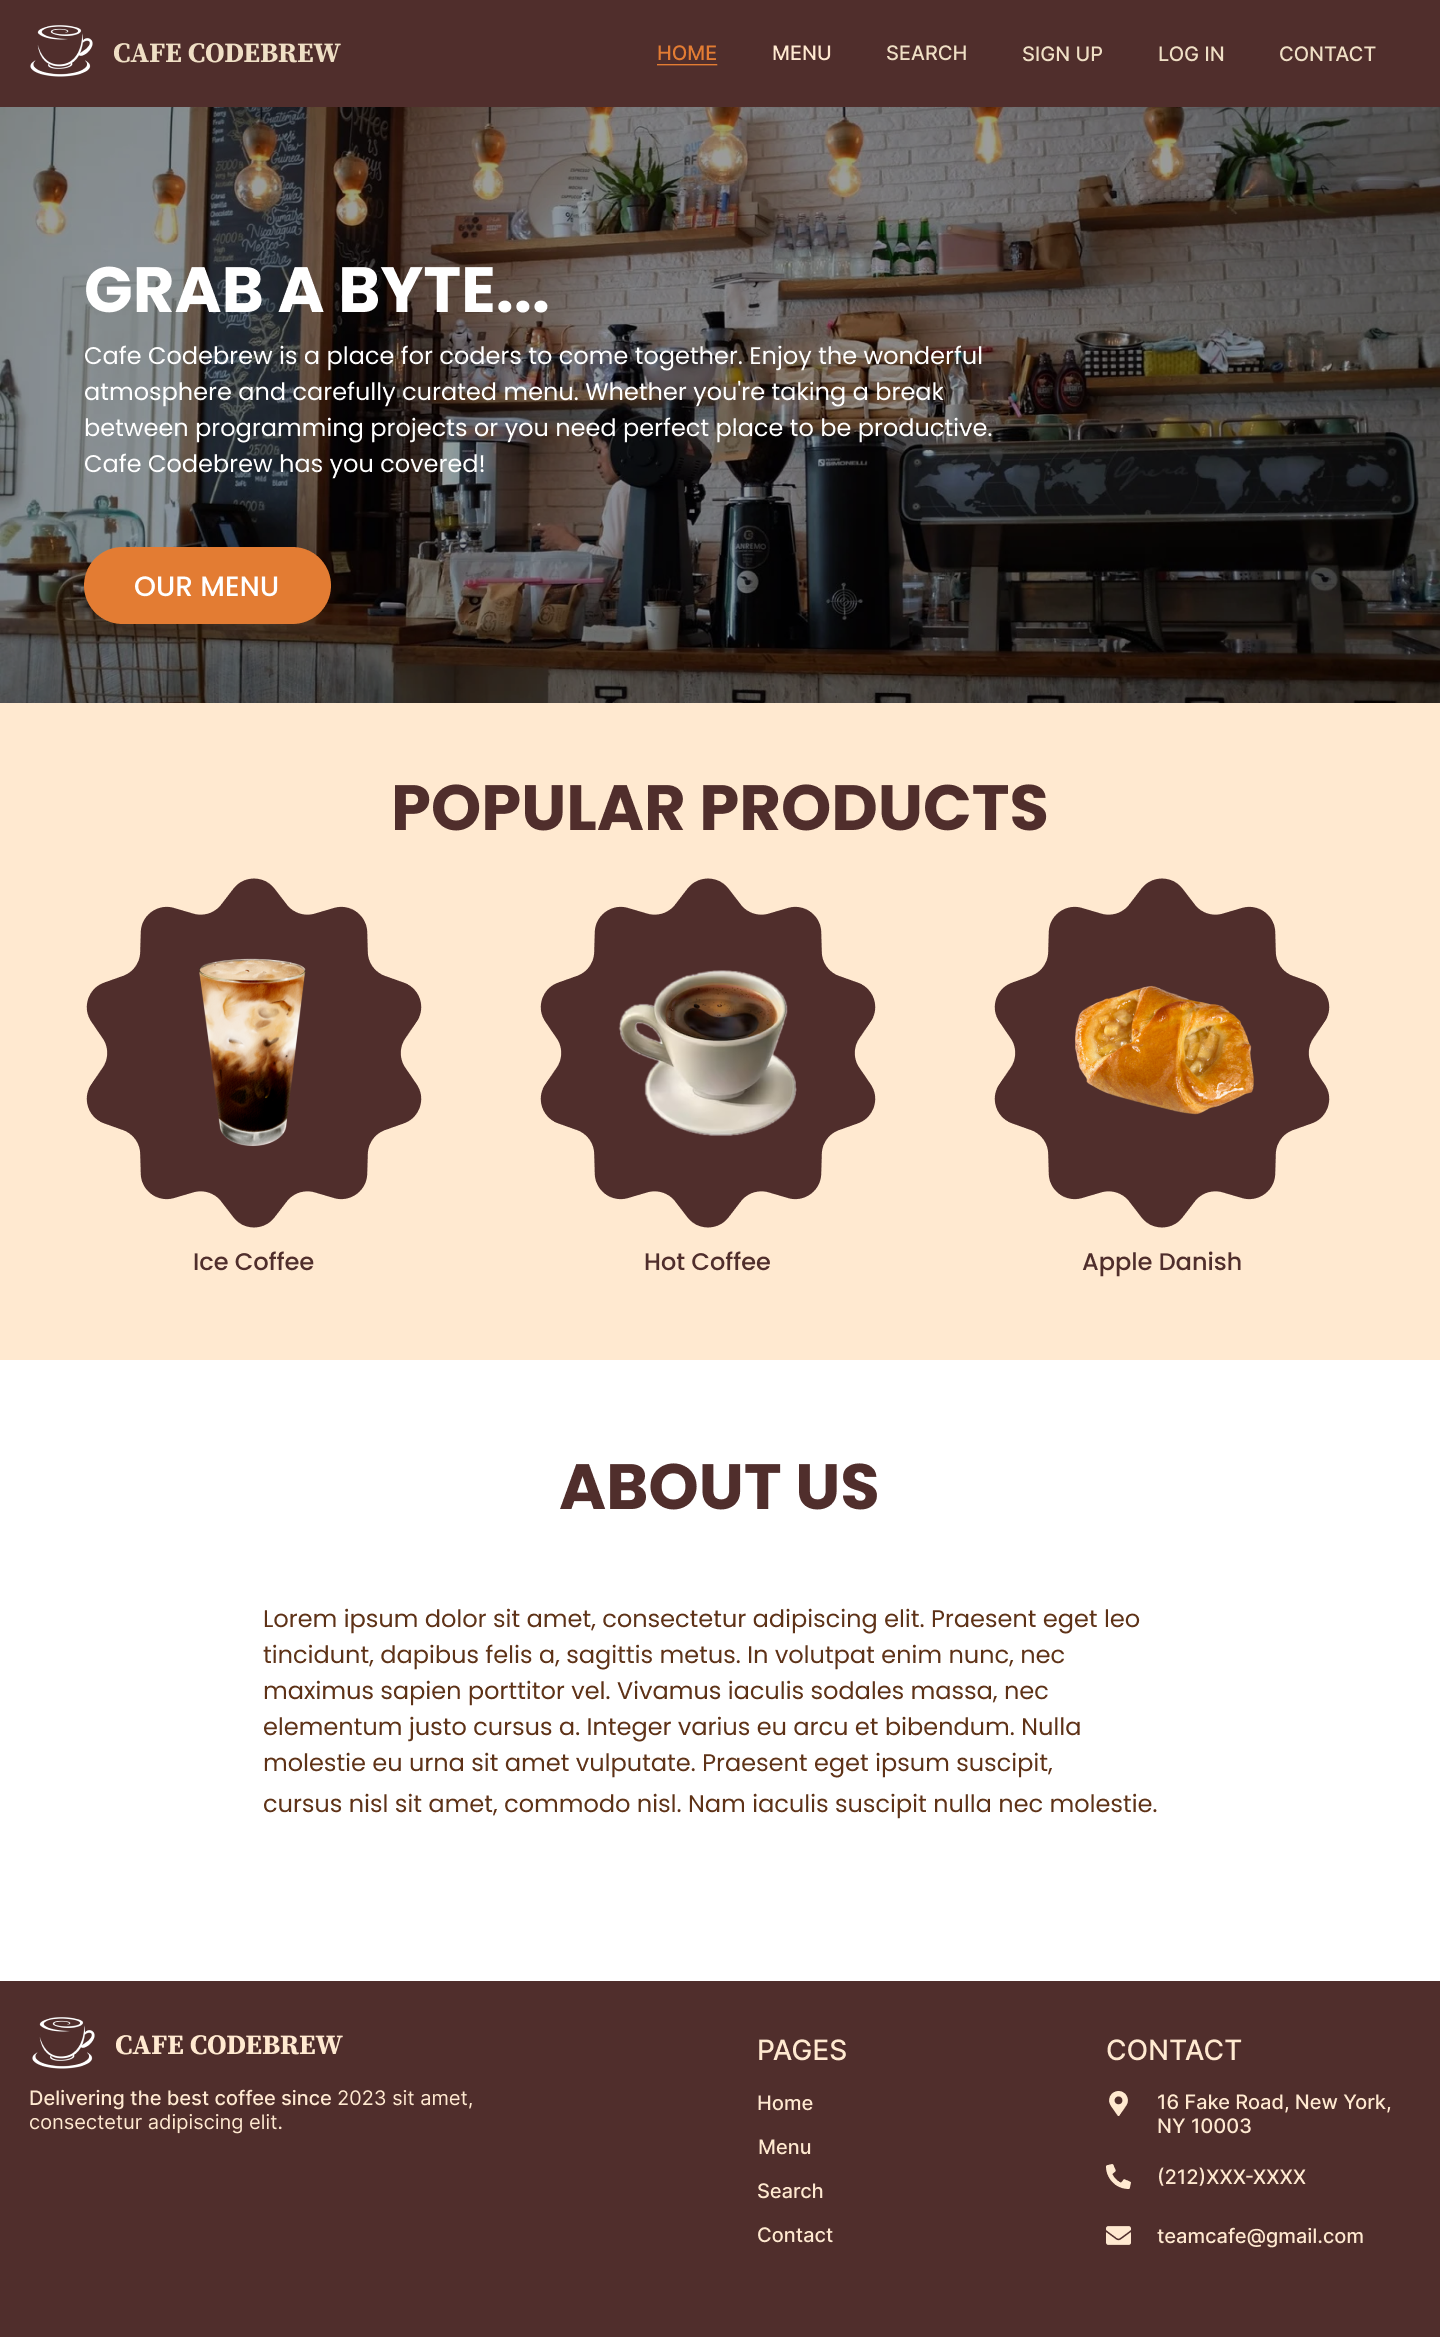 CAFE CODEBREW
HOME
MENU
SEARCH
SIGN UP
LOG IN
CONTACT
GRAB A BYTE...
Cafe Codebrew is a place for coders to come together. Enjoy the wonderful
atmosphere and carefully curated menu. Whether you're taking a break
between programming projects or you need perfect place to be productive.
Cafe Codebrew has you covered!
SIMONELLI
OUR MENU
POPULAR PRODUCTS
Ice Coffee
Hot Coffee
Apple Danish
ABOUT US
Lorem ipsum dolor sit amet, consectetur adipiscing elit. Praesent eget leo
tincidunt, dapibus felis a, sagittis metus. In volutpat enim nunc, nec
maximus sapien porttitor vel. Vivamus iaculis sodales massa, nec
elementum justo cursus a. Integer varius eu arcu et bibendum. Nulla
molestie eu urna sit amet vulputate. Praesent eget ipsum suscipit,
cursus nisl sit amet, commodo nisl. Nam iaculis suscipit nulla nec molestie.
CAFE CODEBREW
Delivering the best coffee since 2023 sit amet,
consectetur adipiscing elit.
PAGES
Home
Menu
Search
Contact
CONTACT
16 Fake Road, New York,
NY 10003
(212)XXX-XXXX
teamcafe@gmail.com